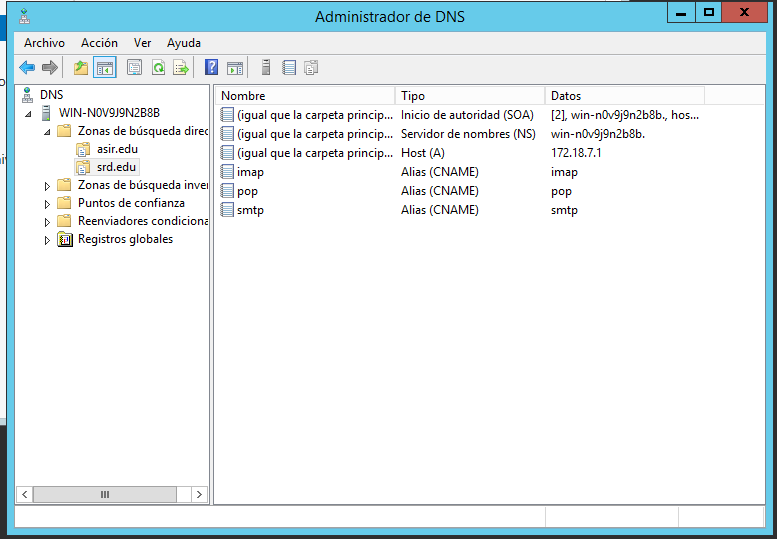 Administrador de DNS
Archivo Acción Ver Ayuda
DNS
WIN-N0V9J9N2B8B
Zonas de búsqueda direc
asir.edu
srd.edu
Zonas de búsqueda inver
Puntos de confianza
Reenviadores condiciona
Registros globales
Nombre Tipo Datos
(igual que la carpeta princip... Inicio de autoridad (SOA) [2], win-n0v9j9n2b8b., hos...
(igual que la carpeta princip... Servidor de nombres (NS) win-n0v9j9n2b8b.
(igual que la carpeta princip... Host (A) 172.18.7.1
imap Alias (CNAME) imap
pop Alias (CNAME) pop
smtp Alias (CNAME) smtp